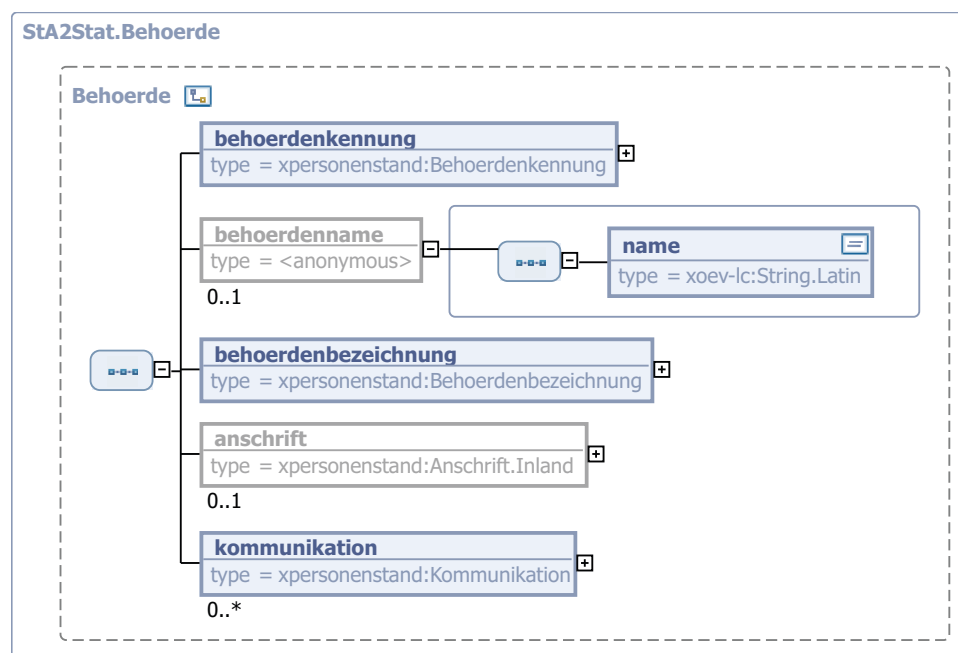 StA2Stat.Behoerde
Behoerde
behoerdenkennung
type = xpersonenstand:Behoerdenkennung
behoerdenname
type = <anonymous>
0..1
name
type = xoev-lc:String.Latin
behoerdenbezeichnung
type = xpersonenstand:Behoerdenbezeichnung
anschrift
type = xpersonenstand:Anschrift.Inland
0..1
kommunikation
type = xpersonenstand:Kommunikation
0..*